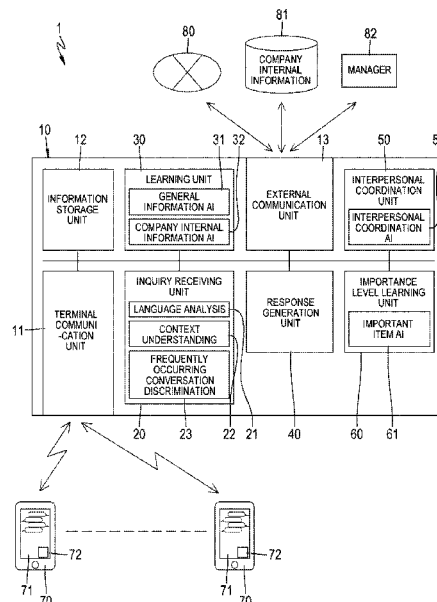 1
80
81
82
COMPANY
INTERNAL
INFORMATION
MANAGER
10
12
30
31
32
13
50
INFORMATION
STORAGE
UNIT
LEARNING UNIT
GENERAL
INFORMATION AI
COMPANY INTERNAL
INFORMATION AI
EXTERNAL
COMMUNICATION
UNIT
INTERPERSONAL
COORDINATION
UNIT
INTERPERSONAL
COORDINATION AI
11
TERMINAL
COMMUNI
-CATION
UNIT
INQUIRY RECEIVING
UNIT
LANGUAGE ANALYSIS
CONTEXT
UNDERSTANDING
FREQUENTLY
OCCURRING
CONVERSATION
DISCRIMINATION
RESPONSE
GENERATION
UNIT
IMPORTANCE
LEVEL LEARNING
UNIT
IMPORTANT
ITEM AI
20
23
22
21
40
60
61
72
71
70
72
71
70